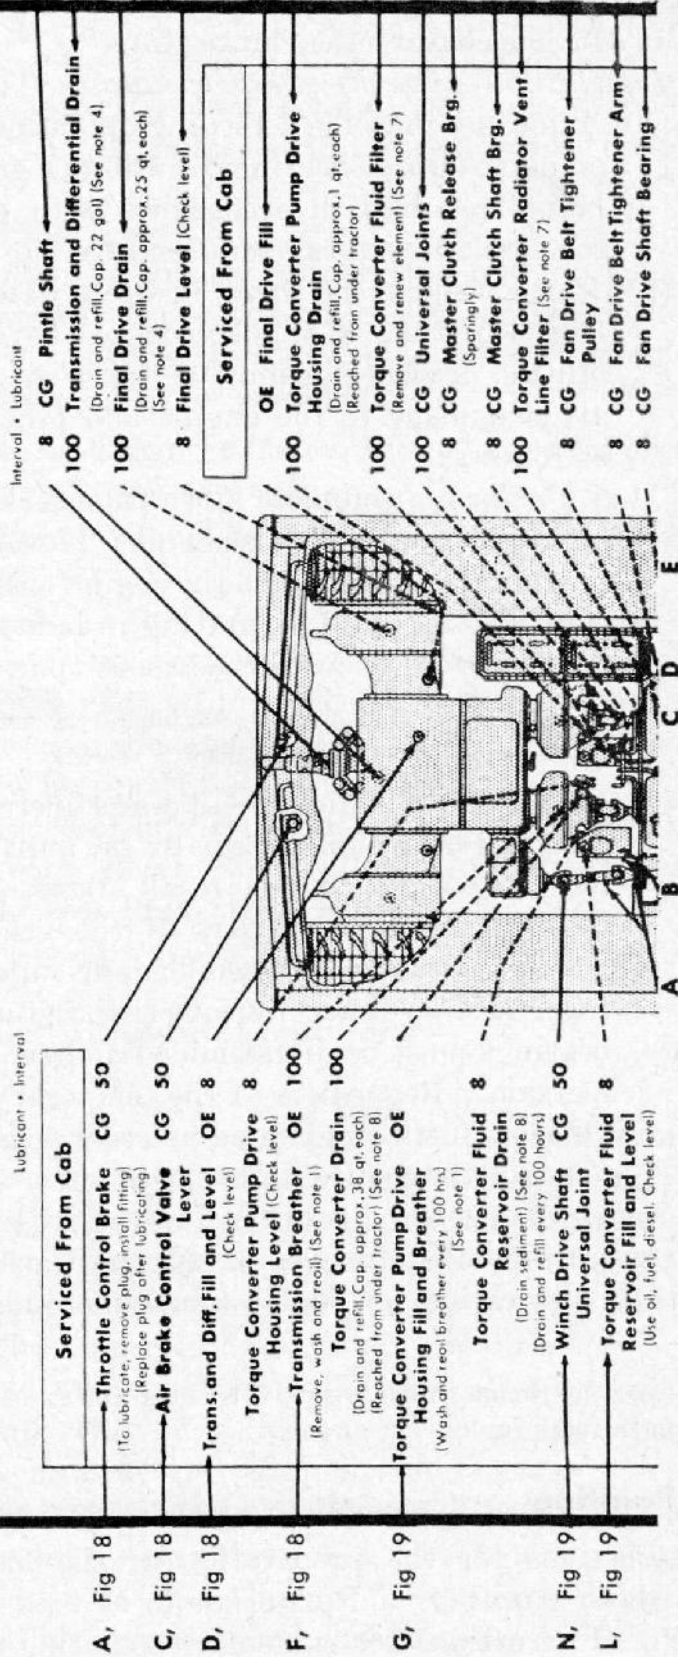 Lubricant • Interval
Serviced From Cab
A, Fig 18
Throttle Control Brake CG 50
(To lubricate, remove plug, install fitting)
(Replace plug after lubricating)
C, Fig 18
Air Brake Control Valve CG 50
Lever
D, Fig 18
Trans. and Diff, Fill and Level OE 8
(Check level)
Torque Converter Pump Drive 8
Housing Level (Check level)
F, Fig 18
Transmission Breather OE 100
(Remove, wash and reoil) (See note 1)
Torque Converter Drain 100
(Drain and refill, Cap. approx. 38 qt. each)
(Reached from under tractor) (See note 8)
G, Fig 19
Torque Converter Pump Drive OE
Housing Fill and Breather
(Wash and reoil breather every 100 hrs)
(See note 1)
Torque Converter Fluid 8
Reservoir Drain
(Drain sediment) (See note 8)
(Drain and refill every 100 hours)
N, Fig 19
Winch Drive Shaft CG 50
Universal Joint
L, Fig 19
Torque Converter Fluid 8
Reservoir Fill and Level
(Use oil, fuel, diesel. Check level)
Interval • Lubricant
8 CG Pintle Shaft
100 Transmission and Differential Drain
(Drain and refill, Cap. 22 gal) (See note 4)
100 Final Drive Drain
(Drain and refill, Cap. approx. 25 qt. each)
(See note 4)
8 Final Drive Level (Check level)
Serviced From Cab
OE Final Drive Fill
100 Torque Converter Pump Drive
Housing Drain
(Drain and refill, Cap. approx. 1 qt. each)
(Reached from under tractor)
100 Torque Converter Fluid Filter
(Remove and renew element) (See note 7)
100 CG Universal Joints
8 CG Master Clutch Release Brg.
(Sparingly)
8 CG Master Clutch Shaft Brg.
100 Torque Converter Radiator Vent
Line Filter (See note 7)
8 CG Fan Drive Belt Tightener
Pulley
8 CG Fan Drive Belt Tightener Arm
8 CG Fan Drive Shaft Bearing
A B C D E